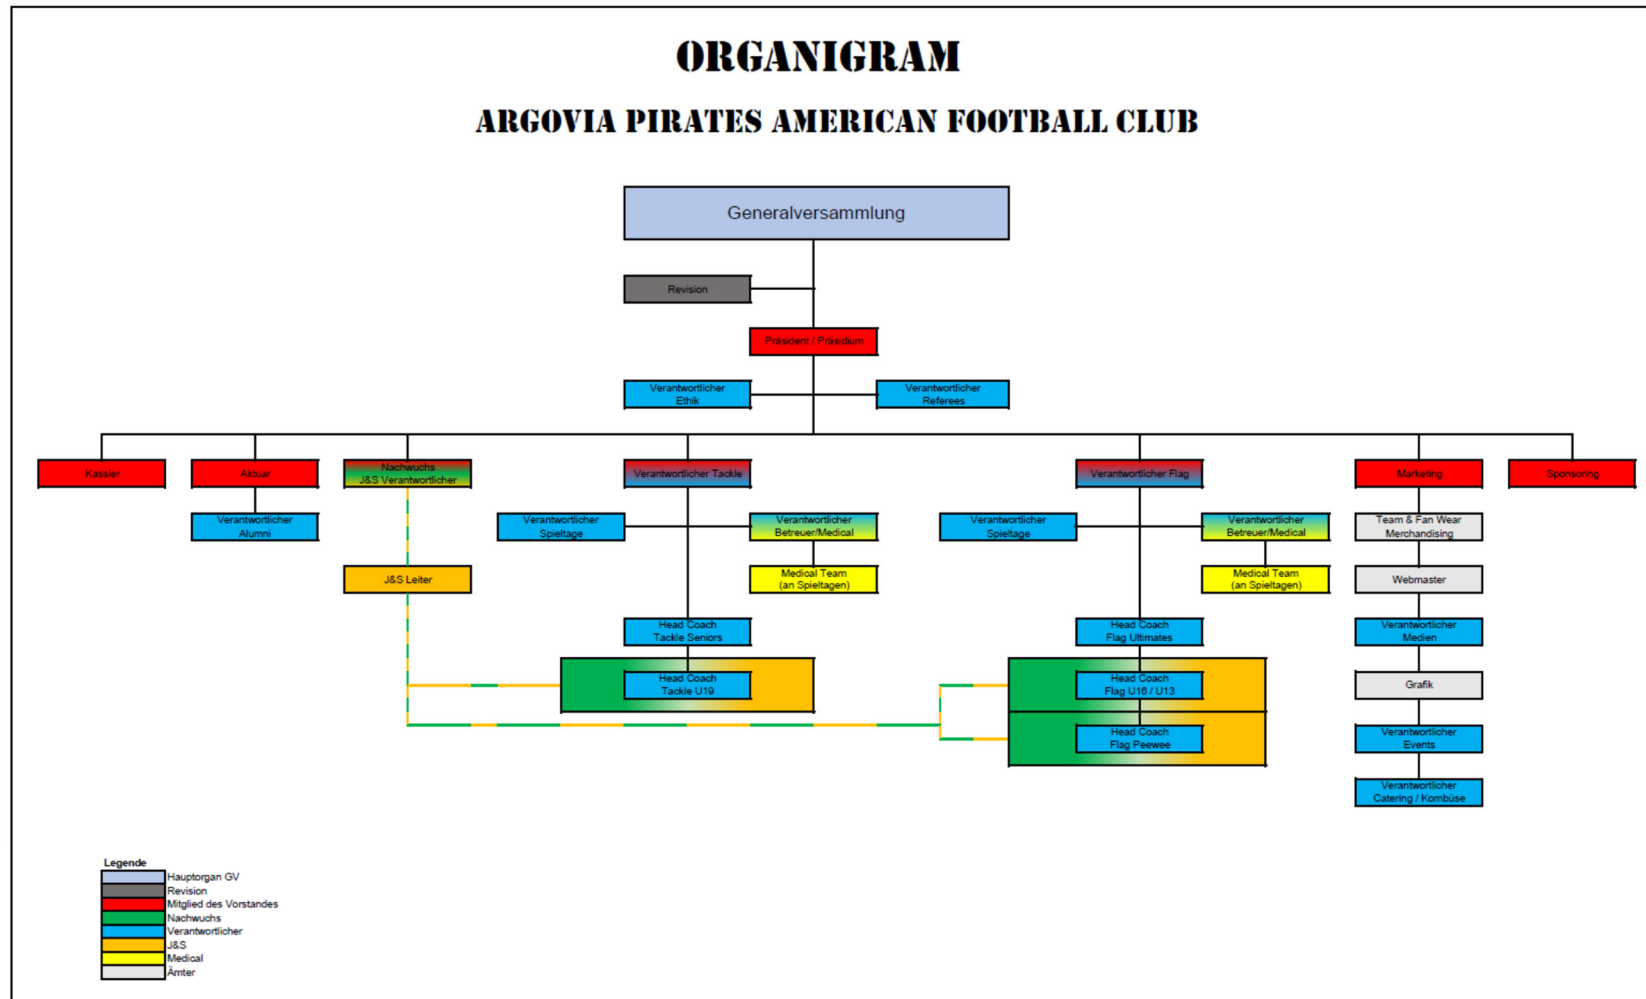 ORGANIGRAM
ARGOVIA PIRATES AMERICAN FOOTBALL CLUB
Generalversammlung
Revision
Präsident / Präsidium
Verantwortlicher
Ethik
Verantwortlicher
Referees
Kassier
Aktuar
Nachwuchs
J&S Verantwortlicher
Verantwortlicher Tackle
Verantwortlicher Flag
Marketing
Sponsoring
Verantwortlicher
Alumni
Verantwortlicher
Spieltage
Verantwortlicher
Betreuer/Medical
Verantwortlicher
Spieltage
Verantwortlicher
Betreuer/Medical
Team & Fan Wear
Merchandising
J&S Leiter
Medical Team
(an Spieltagen)
Medical Team
(an Spieltagen)
Webmaster
Head Coach
Tackle Seniors
Head Coach
Flag Ultimates
Verantwortlicher
Medien
Head Coach
Tackle U19
Head Coach
Flag U16 / U13
Grafik
Head Coach
Flag Peewee
Verantwortlicher
Events
Verantwortlicher
Catering / Kombüse
Legende
Hauptorgan GV
Revision
Mitglied des Vorstandes
Nachwuchs
Verantwortlicher
J&S
Medical
Ämter